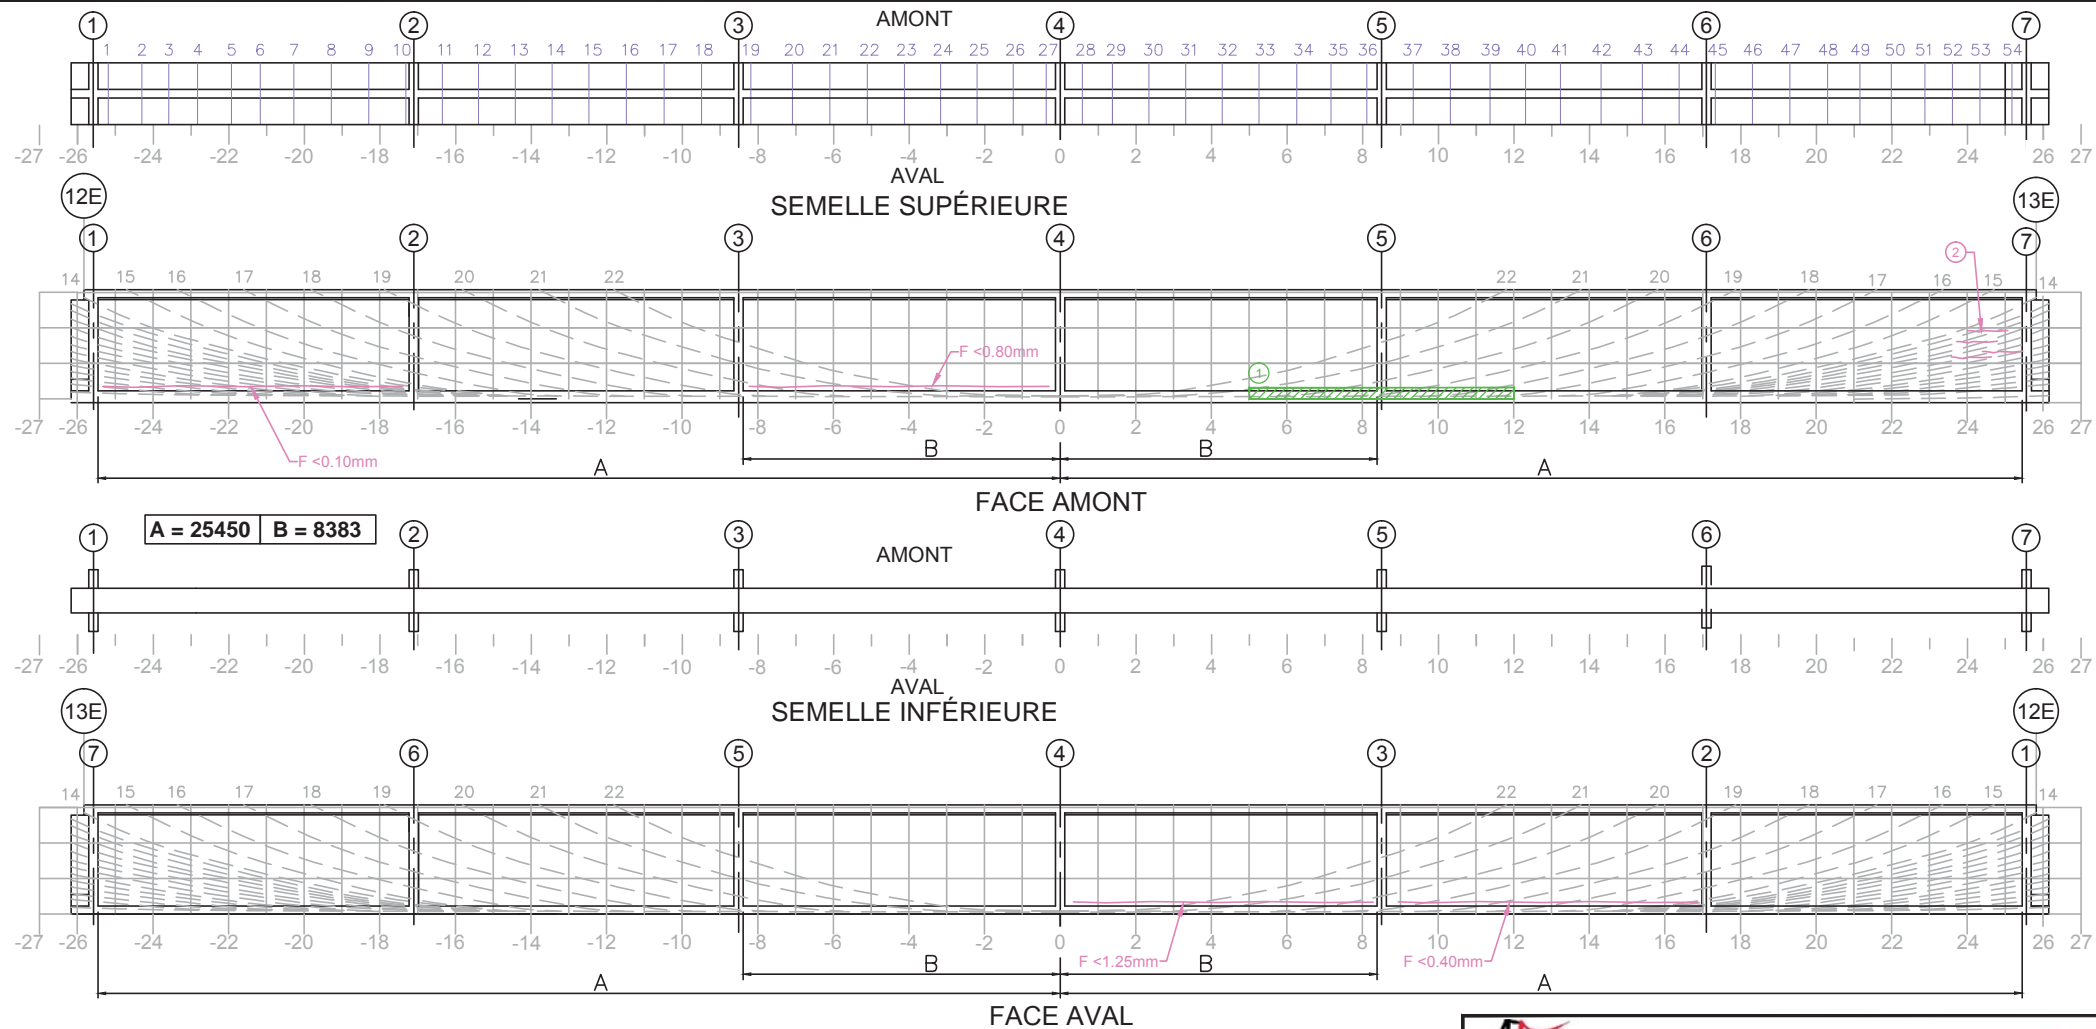 1 2 3 AMONT 4 5 6 7
1 2 3 4 5 6 7 8 9 10 11 12 13 14 15 16 17 18 19 20 21 22 23 24 25 26 27 28 29 30 31 32 33 34 35 36 37 38 39 40 41 42 43 44 45 46 47 48 49 50 51 52 53 54
-27 -26 -24 -22 -20 -18 -16 -14 -12 -10 -8 -6 -4 -2 0 2 4 6 8 10 12 14 16 18 20 22 24 26 27
AVAL
12E SEMELLE SUPÉRIEURE 13E
1 2 3 4 5 6 7
2
14 15 16 17 18 19 20 21 22 22 21 20 19 18 17 16 15 14
F <0.80mm
1
-27 -26 -24 -22 -20 -18 -16 -14 -12 -10 -8 -6 -4 -2 0 2 4 6 8 10 12 14 16 18 20 22 24 26 27
B B
F <0.10mm
A A
FACE AMONT
A = 25450 B = 8383
1 2 3 AMONT 4 5 6 7
-27 -26 -24 -22 -20 -18 -16 -14 -12 -10 -8 -6 -4 -2 0 2 4 6 8 10 12 14 16 18 20 22 24 26 27
AVAL
13E SEMELLE INFÉRIEURE 12E
7 6 5 4 3 2 1
14 15 16 17 18 19 20 21 22 22 21 20 19 18 17 16 15 14
-27 -26 -24 -22 -20 -18 -16 -14 -12 -10 -8 -6 -4 -2 0 2 4 6 8 10 12 14 16 18 20 22 24 26 27
B F <1.25mm B F <0.40mm
A A
FACE AVAL